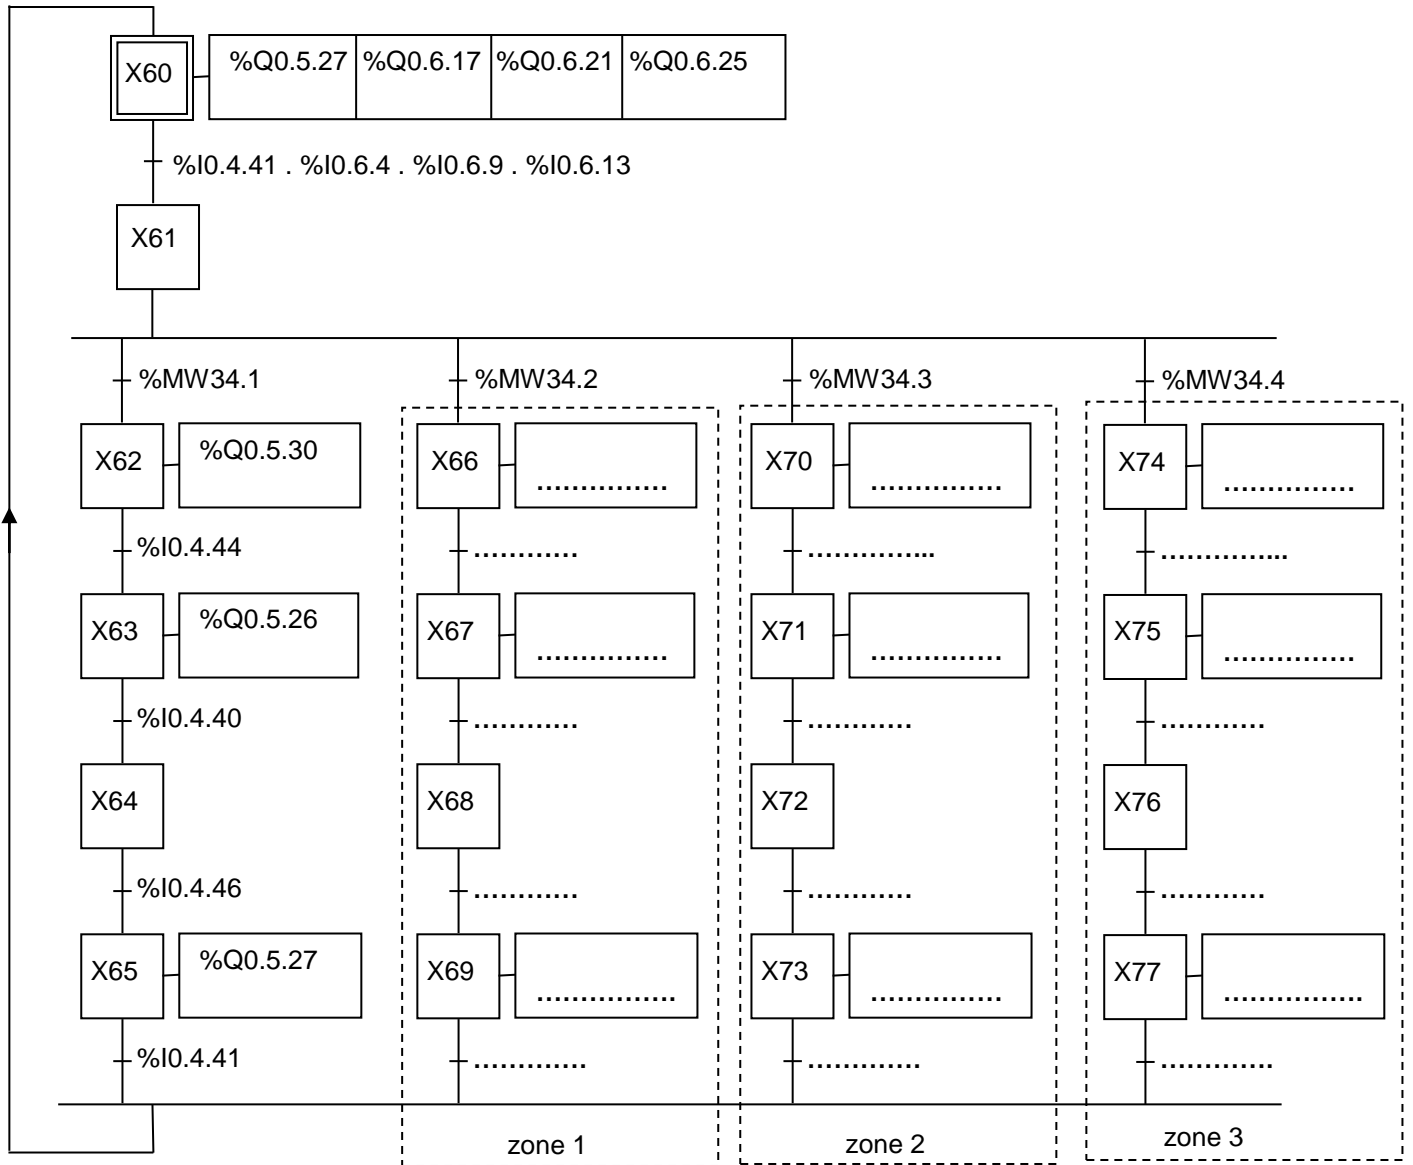 X60 %Q0.5.27 %Q0.6.17 %Q0.6.21 %Q0.6.25
%I0.4.41 . %I0.6.4 . %I0.6.9 . %I0.6.13
X61
%MW34.1 %MW34.2 %MW34.3 %MW34.4
X62 %Q0.5.30 X66 ............... X70 ............... X74 ...............
%I0.4.44 ............ ............... ...............
X63 %Q0.5.26 X67 ............... X71 ............... X75 ...............
%I0.4.40 ............ ............ ............
X64 X68 X72 X76
%I0.4.46 ............ ............ ............
X65 %Q0.5.27 X69 ................ X73 ............... X77 ................
%I0.4.41 ............. ............. .............
zone 1 zone 2 zone 3